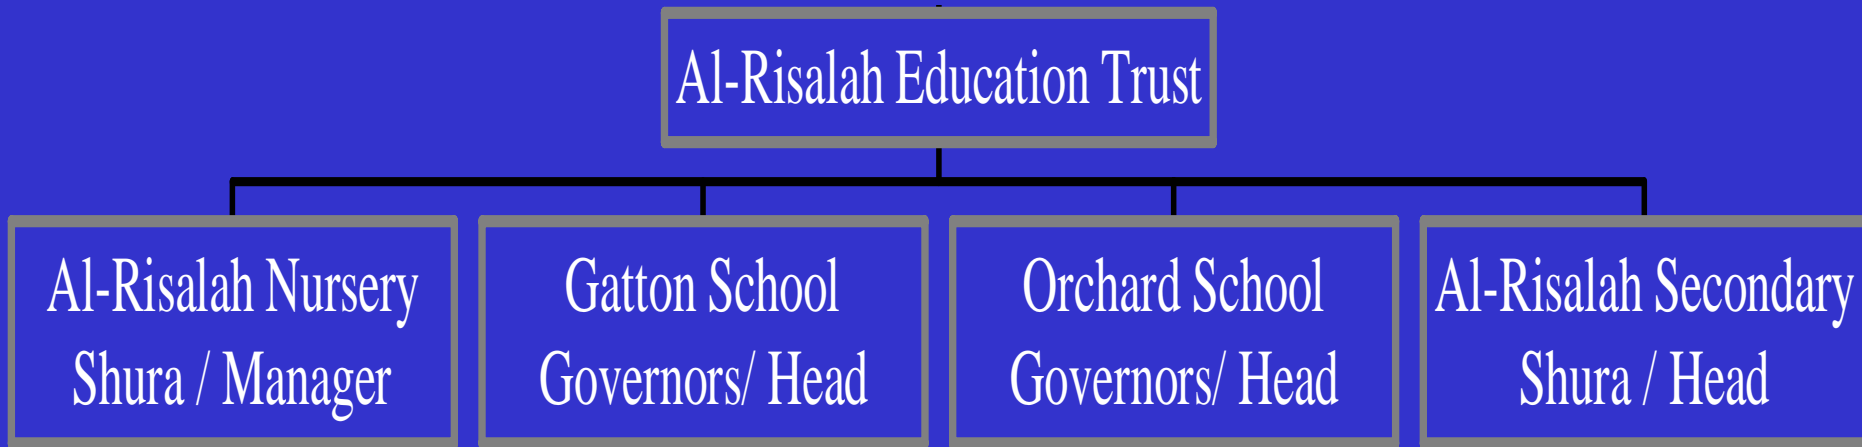 Al-Risalah Education Trust
Al-Risalah Nursery
Shura / Manager
Gatton School
Governors/ Head
Orchard School
Governors/ Head
Al-Risalah Secondary
Shura / Head